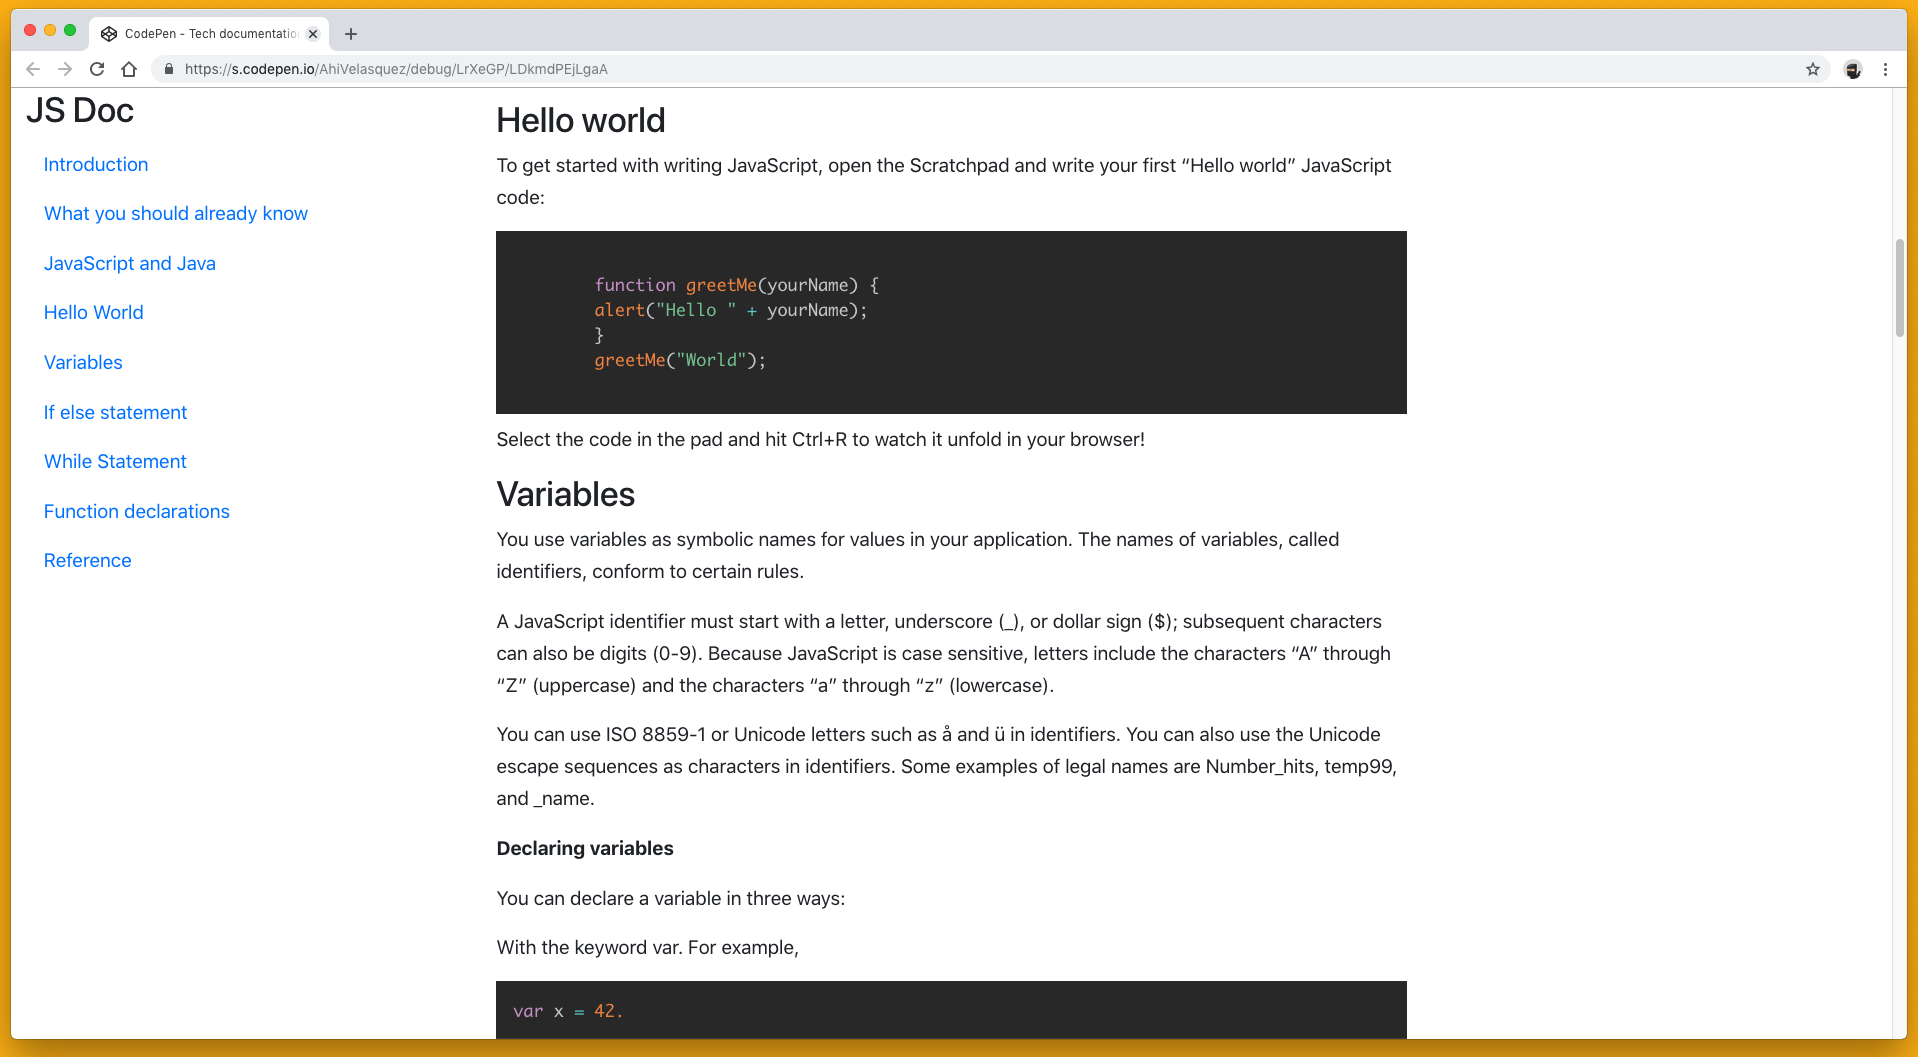 CodePen - Tech documentatio
https://s.codepen.io/AhiVelasquez/debug/LrXeGP/LDkmdPEjLgaA
JS Doc
Introduction
What you should already know
JavaScript and Java
Hello World
Variables
If else statement
While Statement
Function declarations
Reference
Hello world
To get started with writing JavaScript, open the Scratchpad and write your first “Hello world” JavaScript
code:
function greetMe(yourName) {
alert("Hello " + yourName);
}
greetMe("World");
Select the code in the pad and hit Ctrl+R to watch it unfold in your browser!
Variables
You use variables as symbolic names for values in your application. The names of variables, called
identifiers, conform to certain rules.
A JavaScript identifier must start with a letter, underscore (_), or dollar sign ($); subsequent characters
can also be digits (0-9). Because JavaScript is case sensitive, letters include the characters “A” through
“Z” (uppercase) and the characters “a” through “z” (lowercase).
You can use ISO 8859-1 or Unicode letters such as å and ü in identifiers. You can also use the Unicode
escape sequences as characters in identifiers. Some examples of legal names are Number_hits, temp99,
and _name.
Declaring variables
You can declare a variable in three ways:
With the keyword var. For example,
var x = 42.